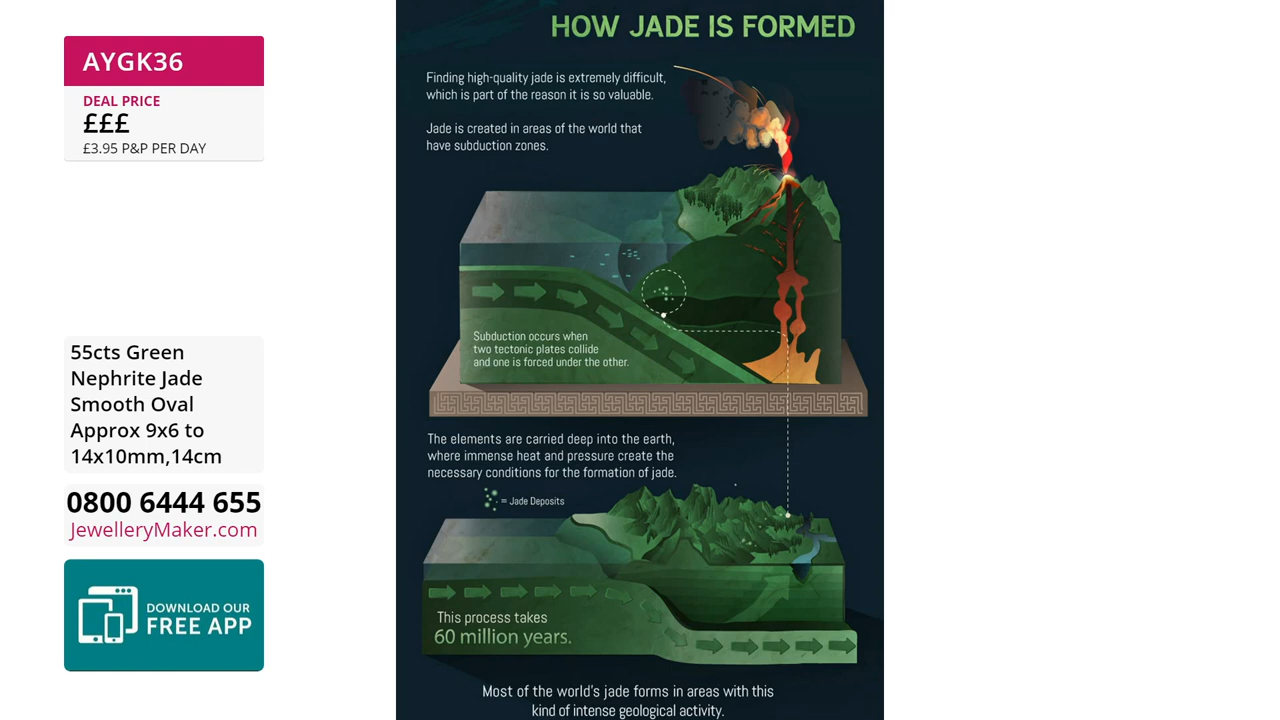 AYGK36
DEAL PRICE
£££
£3.95 P&P PER DAY
55cts Green
Nephrite Jade
Smooth Oval
Approx 9x6 to
14x10mm,14cm
0800 6444 655
JewelleryMaker.com
DOWNLOAD OUR
FREE APP
HOW JADE IS FORMED
Finding high-quality jade is extremely difficult,
which is part of the reason it is so valuable.
Jade is created in areas of the world that
have subduction zones.
Subduction occurs when
two tectonic plates collide
and one is forced under the other.
The elements are carried deep into the earth,
where immense heat and pressure create the
necessary conditions for the formation of jade.
= Jade Deposits
This process takes
60 million years.
Most of the world's jade forms in areas with this
kind of intense geological activity.